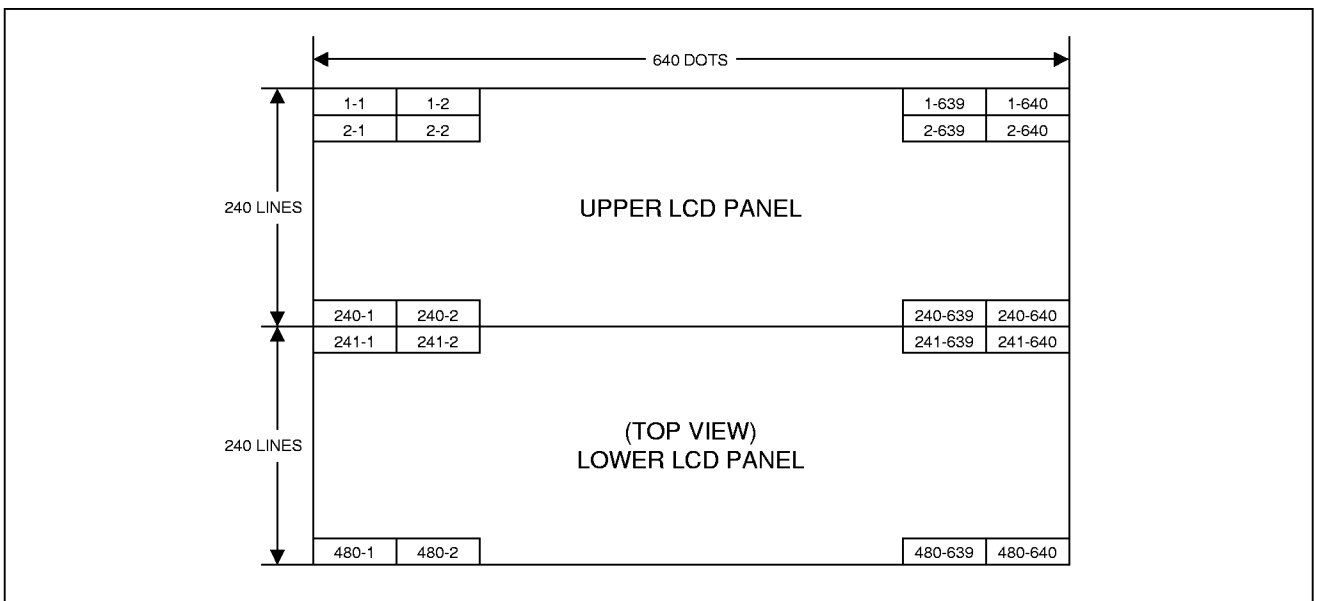 640 DOTS
1-1 1-2 1-639 1-640
2-1 2-2 2-639 2-640
240 LINES UPPER LCD PANEL
240-1 240-2 240-639 240-640
241-1 241-2 241-639 241-640
(TOP VIEW)
240 LINES
LOWER LCD PANEL
480-1 480-2 480-639 480-640